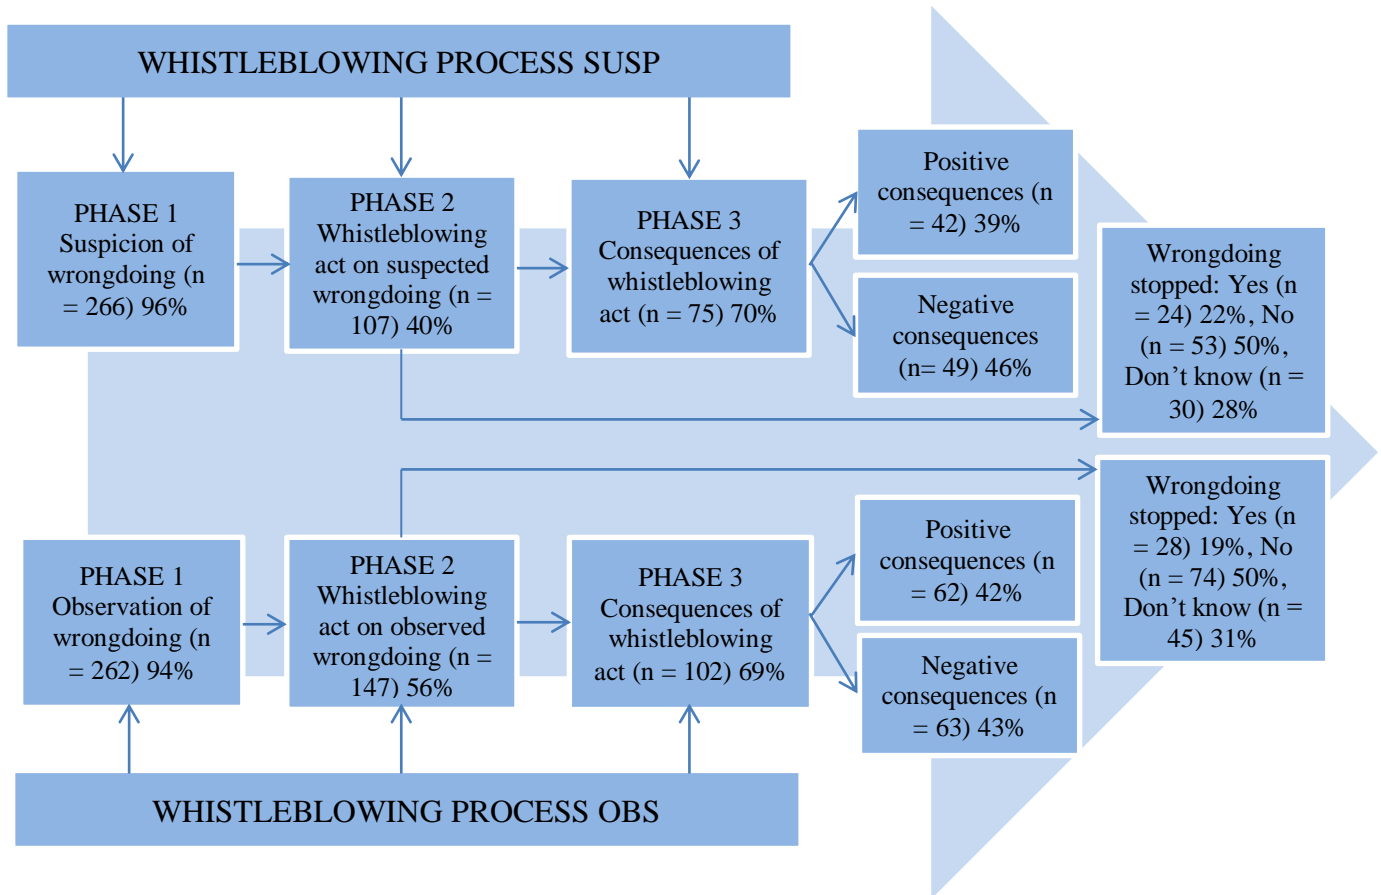 WHISTLEBLOWING PROCESS SUSP
PHASE 1
Suspicion of
wrongdoing (n
= 266) 96%
PHASE 2
Whistleblowing
act on suspected
wrongdoing (n =
107) 40%
PHASE 3
Consequences of
whistleblowing
act (n = 75) 70%
Positive
consequences (n
= 42) 39%
Negative
consequences
(n= 49) 46%
Wrongdoing
stopped: Yes (n
= 24) 22%, No
(n = 53) 50%,
Don’t know (n =
30) 28%
PHASE 1
Observation of
wrongdoing (n
= 262) 94%
PHASE 2
Whistleblowing
act on observed
wrongdoing (n =
147) 56%
PHASE 3
Consequences of
whistleblowing
act (n = 102) 69%
Positive
consequences (n
= 62) 42%
Negative
consequences (n
= 63) 43%
Wrongdoing
stopped: Yes (n
= 28) 19%, No
(n = 74) 50%,
Don’t know (n =
45) 31%
WHISTLEBLOWING PROCESS OBS